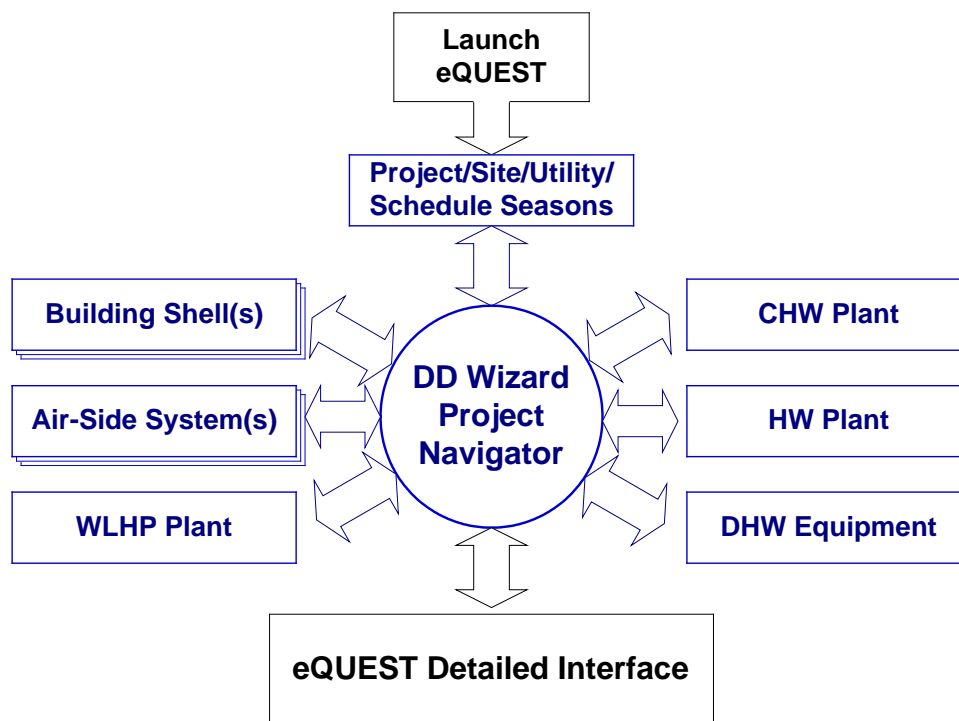 Launch
eQUEST
Project/Site/Utility/
Schedule Seasons
Building Shell(s)
CHW Plant
DD Wizard
Project
Navigator
Air-Side System(s)
HW Plant
WLHP Plant
DHW Equipment
eQUEST Detailed Interface